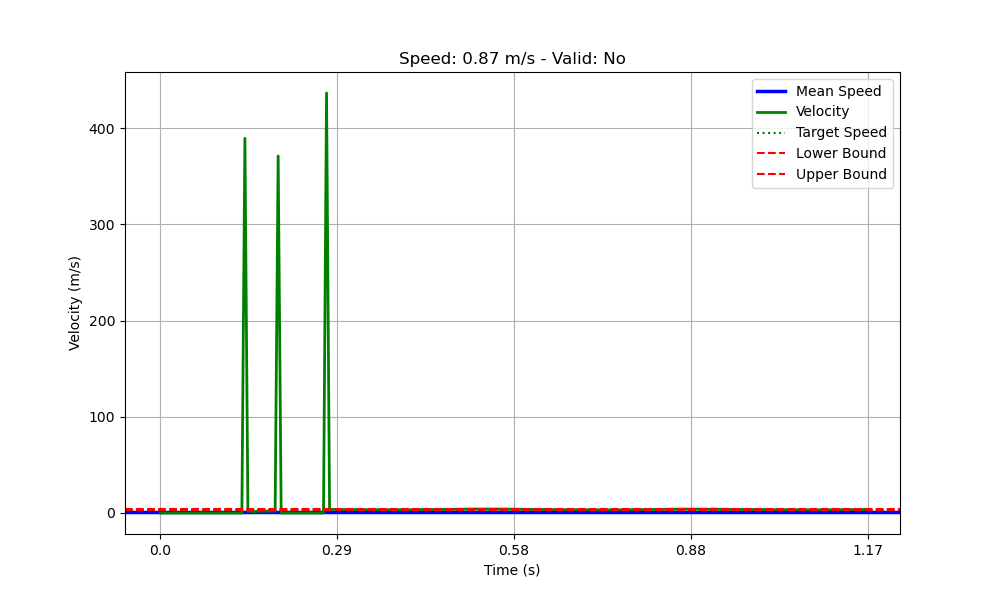 Speed: 0.87 m/s - Valid: No
Mean Speed
Velocity
Target Speed
Lower Bound
Upper Bound
Velocity (m/s)
400
300
200
100
0
0.0 0.29 0.58 0.88 1.17
Time (s)